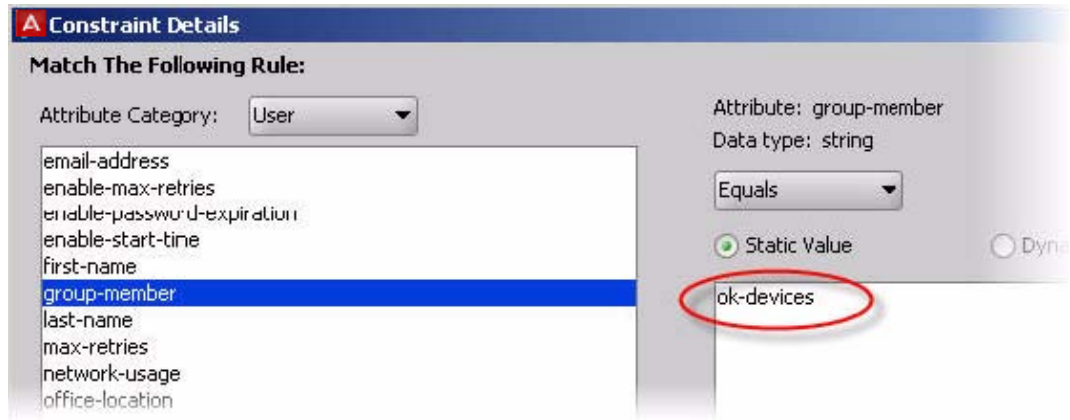 Constraint Details
Match The Following Rule:
Attribute Category: User
email-address
enable-max-retries
enable-password-expiration
enable-start-time
first-name
group-member
last-name
max-retries
network-usage
office-location
Attribute: group-member
Data type: string
Equals
Static Value
ok-devices